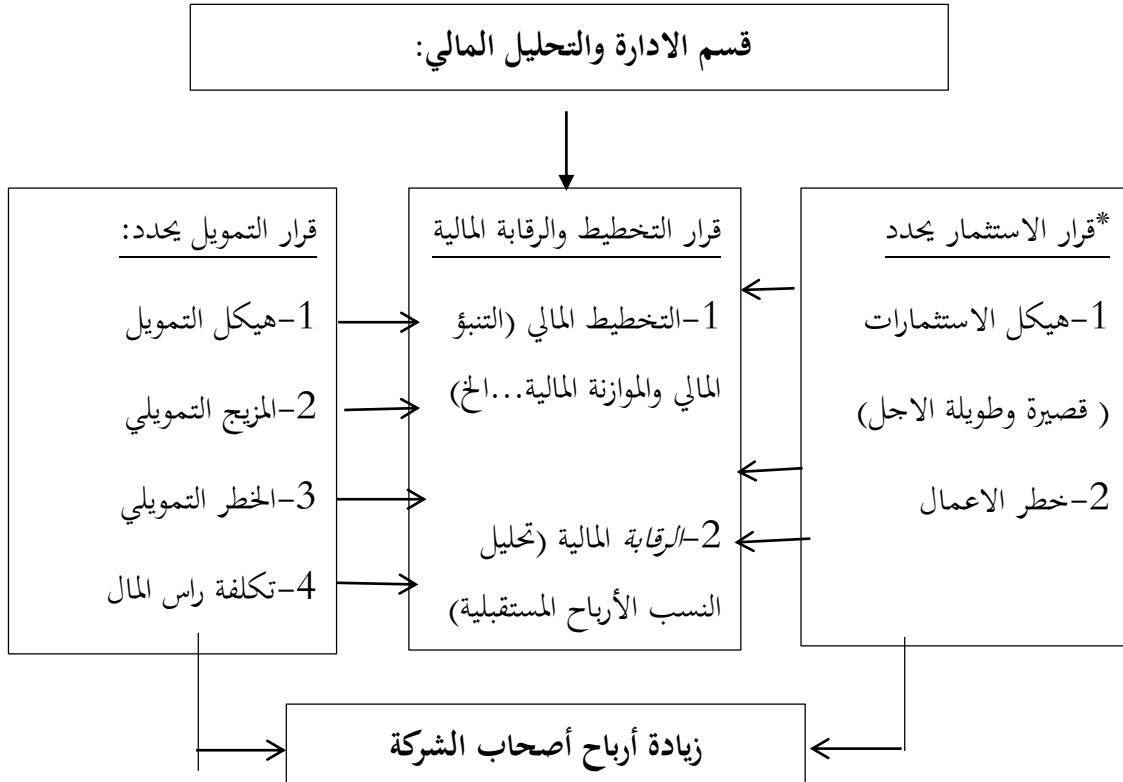 قسم الادارة والتحليل المالي:
*قرار الاستثمار يحدد
1-هيكل الاستثمارات
( قصيرة وطويلة الاجل)
2-خطر الاعمال
قرار التخطيط والرقابة المالية
1-التخطيط المالي (التنبؤ
المالي والموازنة المالية...الخ)
2-الرقابة المالية (تحليل
النسب الأرباح المستقبلية)
قرار التمويل يحدد:
1-هيكل التمويل
2-المزيج التمويلي
3-الخطر التمويلي
4-تكلفة راس المال
زيادة أرباح أصحاب الشركة